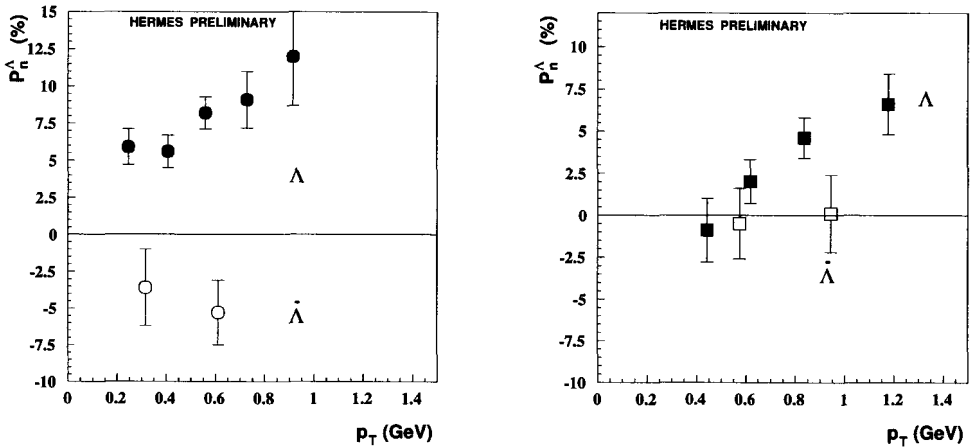 HERMES PRELIMINARY
P_n^Λ (%)
15
12.5
10
7.5
5
2.5
0
-2.5
-5
-7.5
-10
Λ
Λ̄
0 0.2 0.4 0.6 0.8 1 1.2 1.4
p_T (GeV)
HERMES PRELIMINARY
P_n^Λ (%)
10
7.5
5
2.5
0
-2.5
-5
-7.5
-10
Λ
Λ̄
0 0.2 0.4 0.6 0.8 1 1.2 1.4
p_T (GeV)